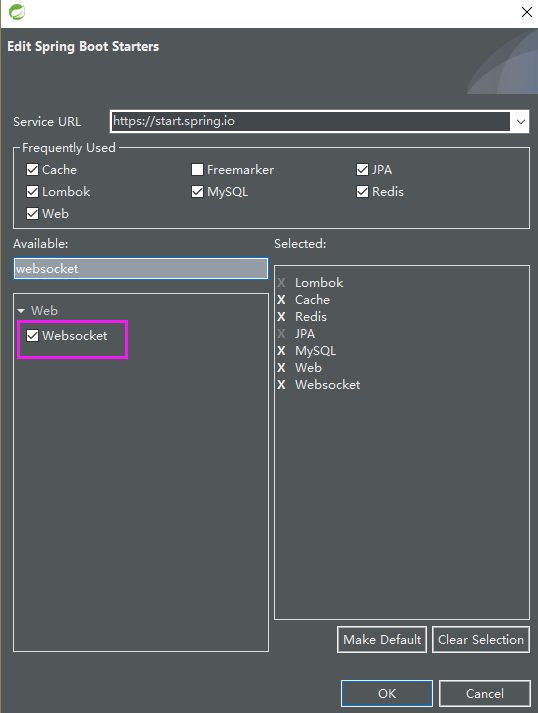 Edit Spring Boot Starters
Service URL https://start.spring.io
Frequently Used
Cache Freemarker JPA
Lombok MySQL Redis
Web
Available: Selected:
websocket
Web
Websocket
X Lombok
X Cache
X Redis
X JPA
X MySQL
X Web
X Websocket
Make Default Clear Selection
OK Cancel